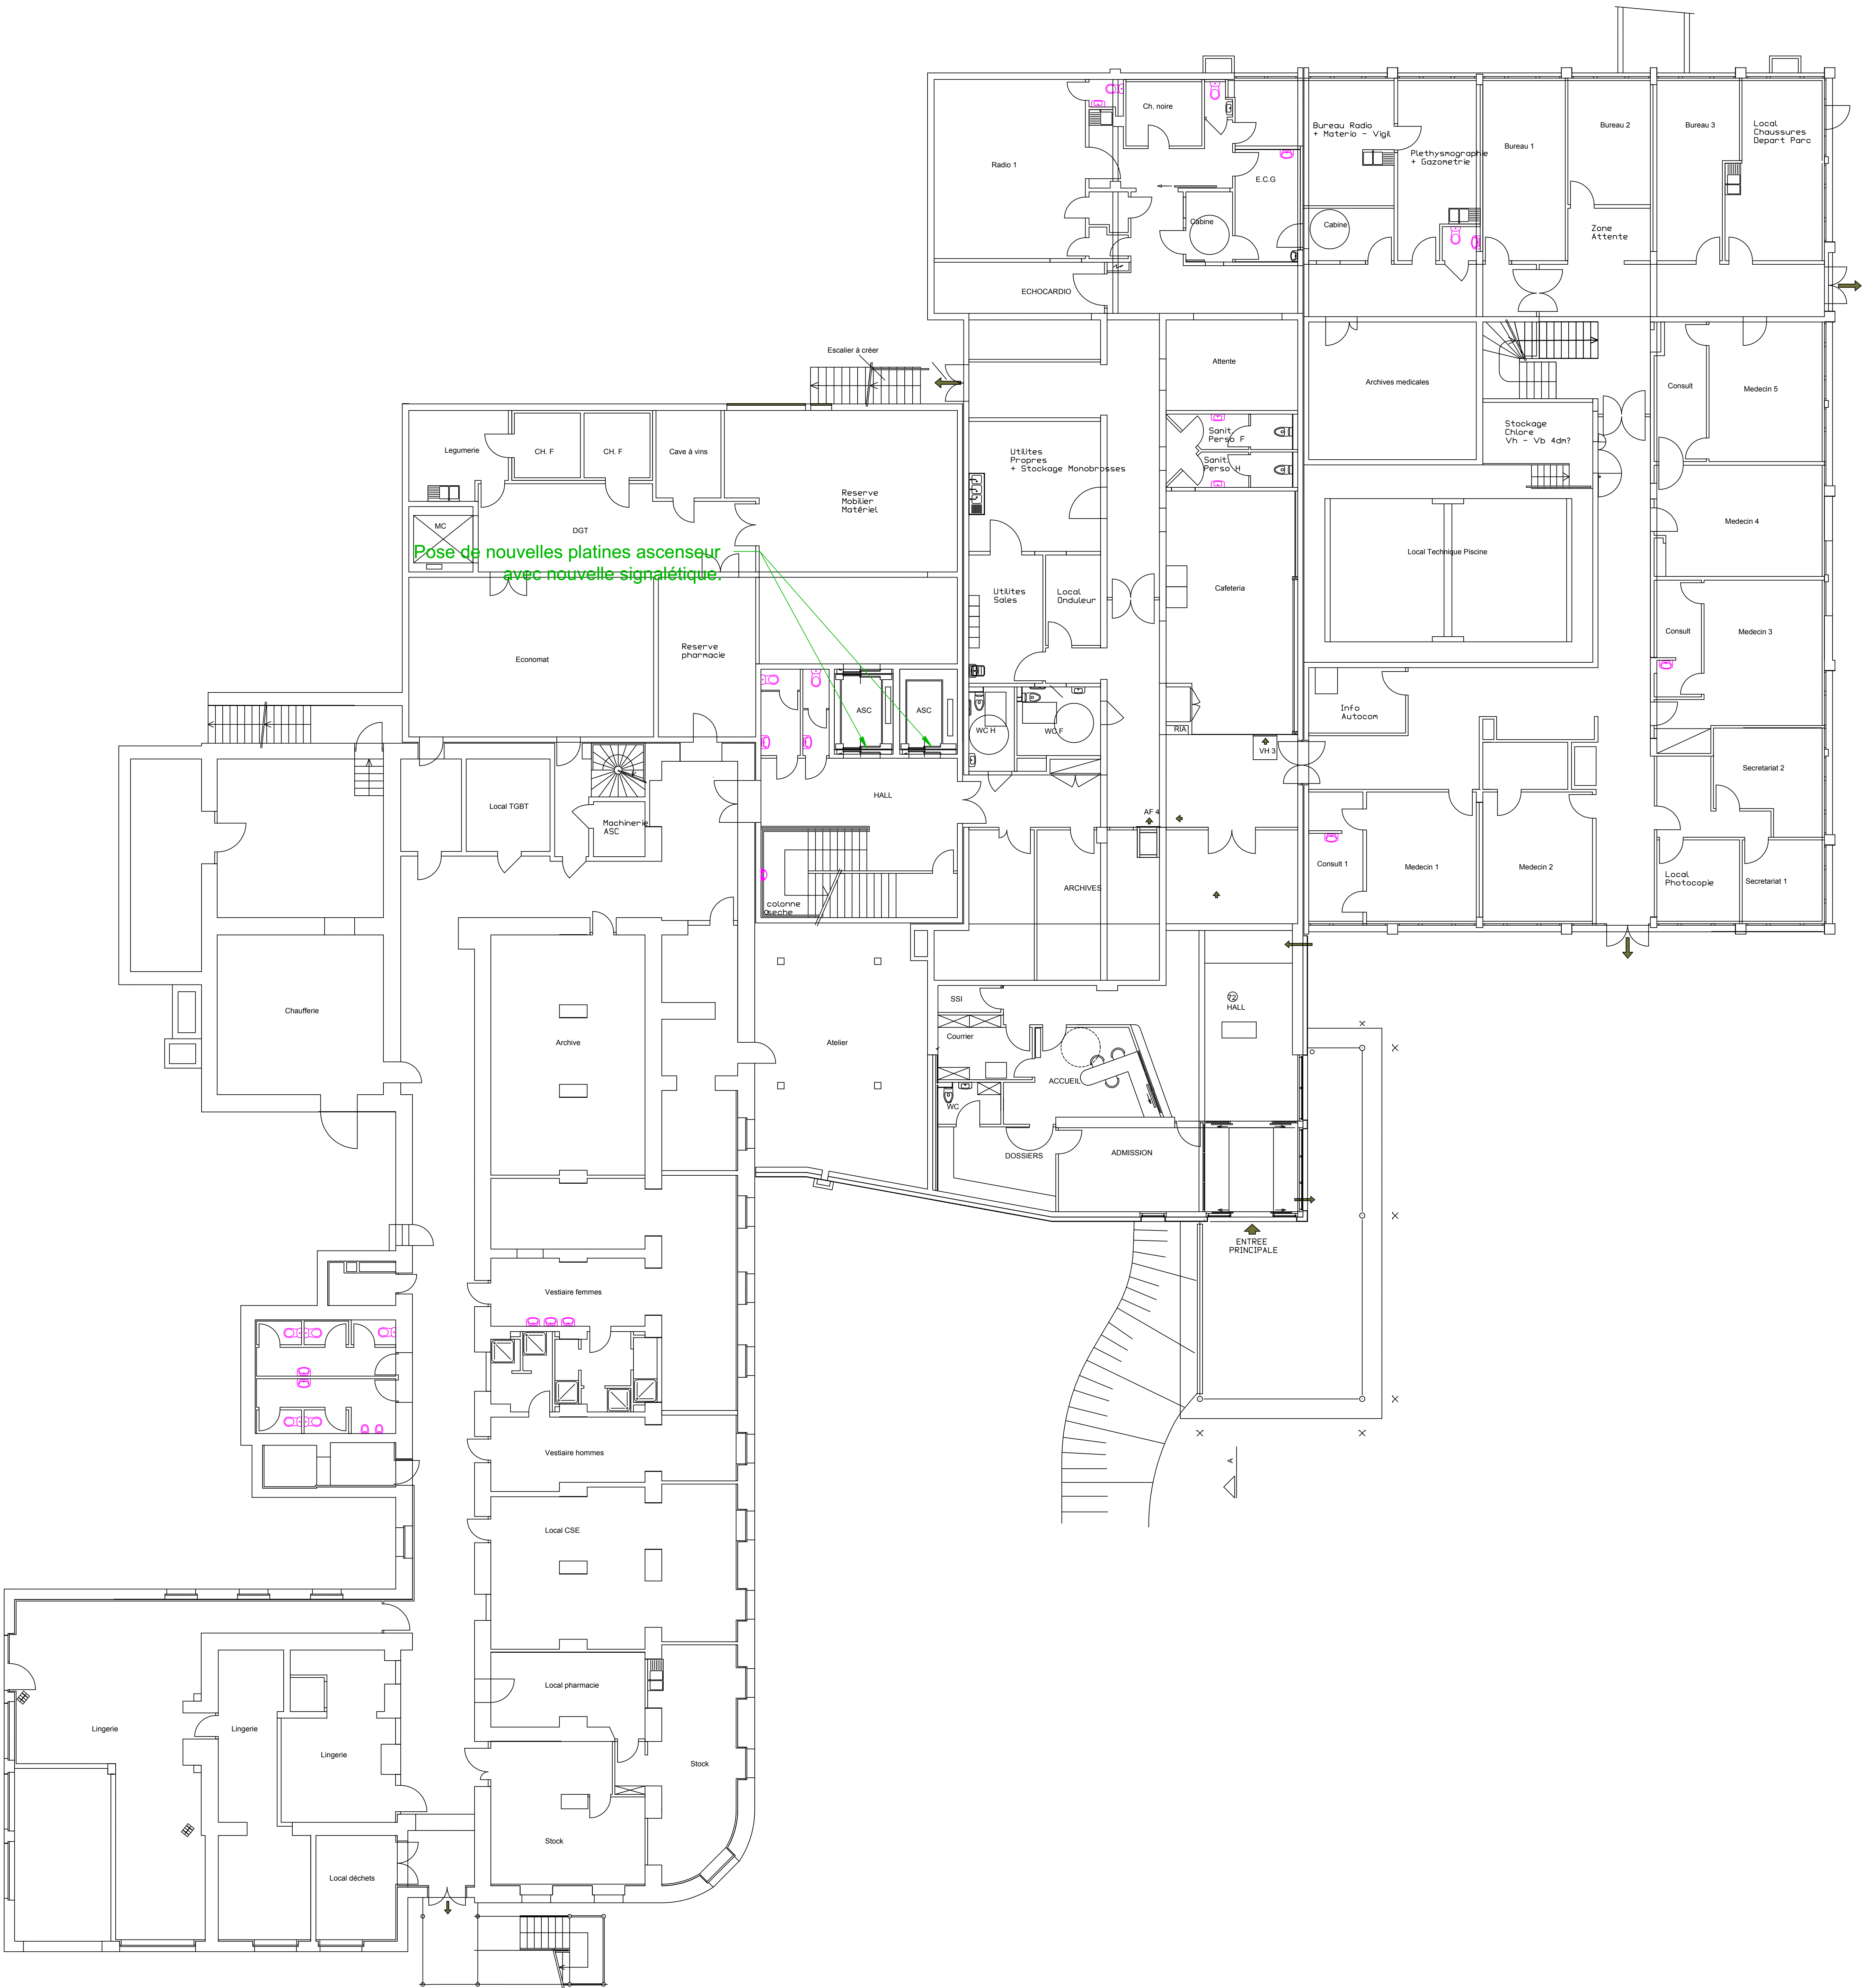 Ch. noire
Radio 1
Bureau Radio
+ Materio - Vigil
Plethysmographie
+ Gazometrie
Bureau 1
Bureau 2
Bureau 3
Local
Chaussures
Depart Parc
E.C.G
Cabine
Cabine
Zone
Attente
ECHOCARDIO
Escalier à créer
Attente
Archives medicales
Consult
Medecin 5
Stockage
Chlore
Vh - Vb 4dm?
Legumerie
CH. F
CH. F
Cave à vins
Sanit.
Perso F
Utilites
Propres
+ Stockage Monobrosses
Sanit.
Perso H
Reserve
Mobilier
Matériel
MC
DGT
Medecin 4
Pose de nouvelles platines ascenseur
avec nouvelle signalétique.
Local Technique Piscine
Utilites
Sales
Local
Onduleur
Cafeteria
Economat
Reserve
pharmacie
Consult
Medecin 3
ASC
ASC
Info
Autocom
WC H
WC F
RIA
VH 3
Secretariat 2
Local TGBT
HALL
Machinerie
ASC
AF 4
Consult 1
Medecin 1
Medecin 2
Local
Photocopie
Secretariat 1
ARCHIVES
colonne
seche
72
HALL
SSI
Chaufferie
Archive
Atelier
Courrier
ACCUEIL
WC
DOSSIERS
ADMISSION
ENTREE
PRINCIPALE
Vestiaire femmes
Vestiaire hommes
A
Local CSE
Local pharmacie
Lingerie
Lingerie
Lingerie
Stock
Stock
Local déchets